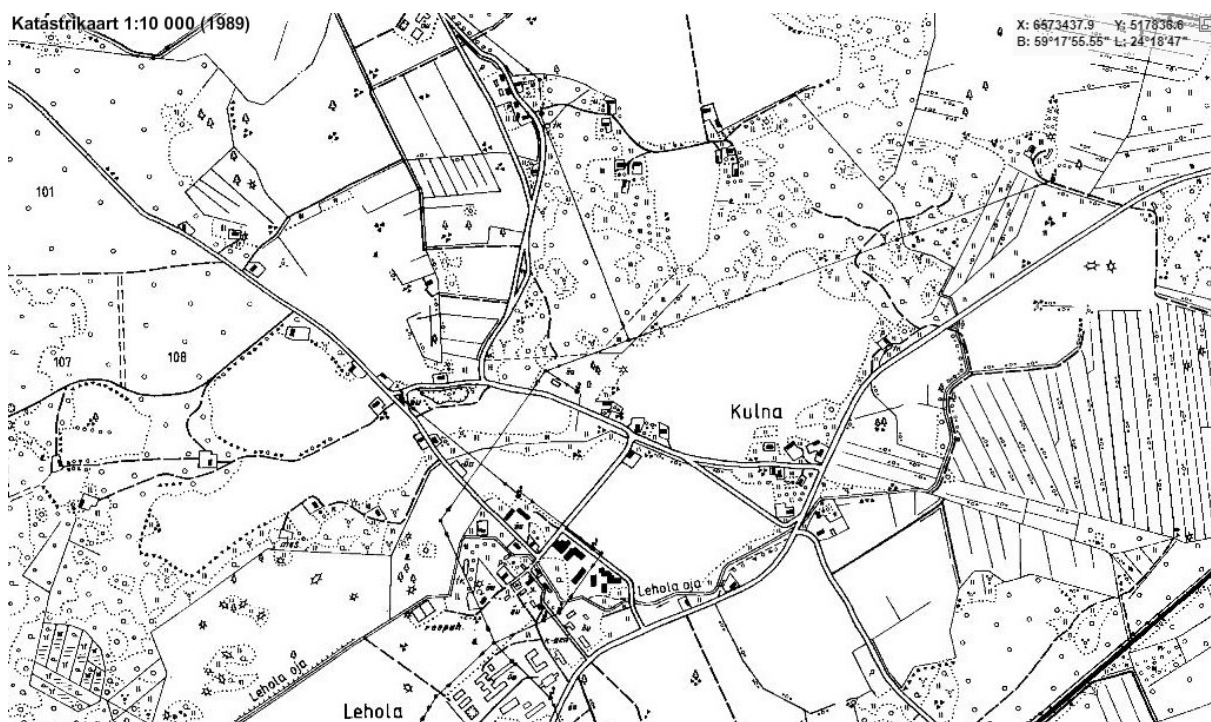 Katastrikaart 1:10 000 (1989)
X: 6573437.9 Y: 517836.6
B: 59°17'55.55" L: 24°18'47"
101
107
108
Kulna
Lehola oja
Lehola oja
Lehola